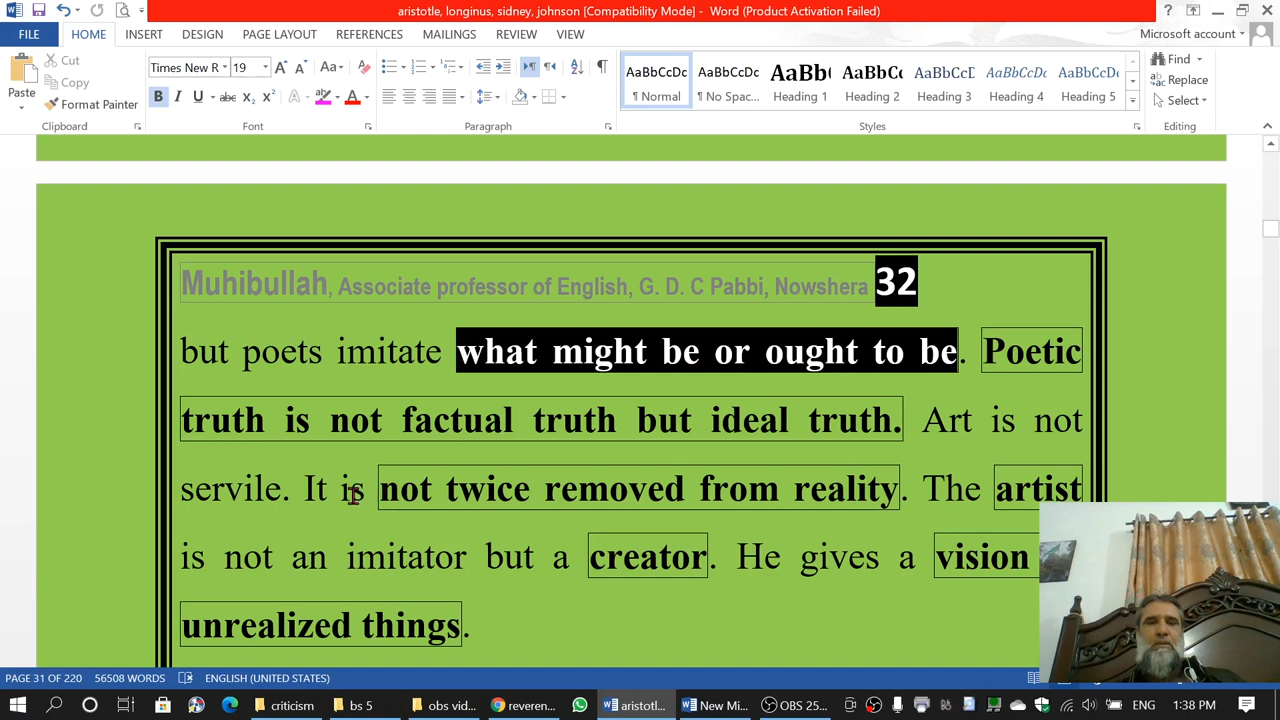 aristotle, longinus, sidney, johnson [Compatibility Mode] - Word (Product Activation Failed)
FILE HOME INSERT DESIGN PAGE LAYOUT REFERENCES MAILINGS REVIEW VIEW Microsoft account
Cut
Copy
Paste
Format Painter
Times New R 19
AaBbCcDc AaBbCcDc AaBb( AaBbCc AaBbCcD AaBbCcD AaBbCcD
¶ Normal ¶ No Spac... Heading 1 Heading 2 Heading 3 Heading 4 Heading 5
Find
Replace
Select
Clipboard Font Paragraph Styles Editing
Muhibullah, Associate professor of English, G. D. C Pabbi, Nowshera 32
but poets imitate what might be or ought to be. Poetic
truth is not factual truth but ideal truth. Art is not
servile. It is not twice removed from reality. The artist
is not an imitator but a creator. He gives a vision
unrealized things.
PAGE 31 OF 220 56508 WORDS ENGLISH (UNITED STATES)
criticism bs 5 obs vid... reveren... aristotl... New Mi... OBS 25... ENG 1:38 PM